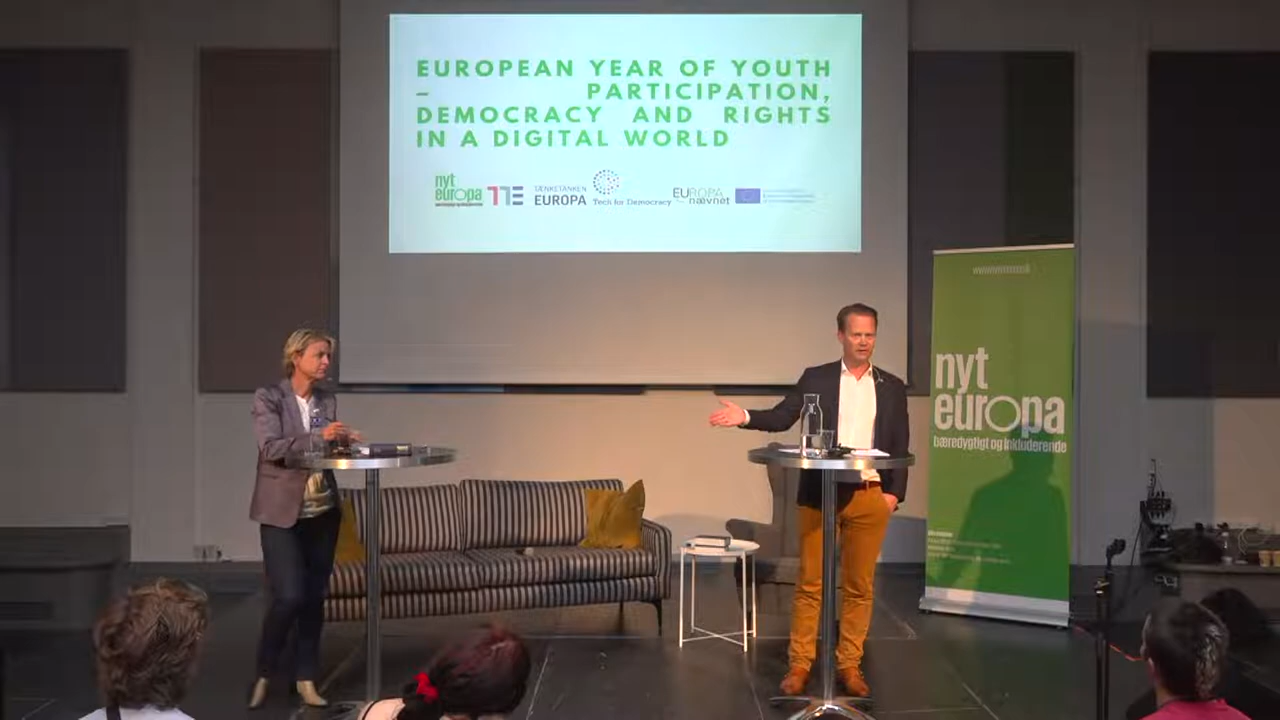 EUROPEAN YEAR OF YOUTH
– PARTICIPATION,
DEMOCRACY AND RIGHTS
IN A DIGITAL WORLD
nyt
europa
TTE
TÆNKETANKEN
EUROPA
Tech for Democracy
EUROPA
nævnet
nyt
europa
bæredygtigt og inkluderende